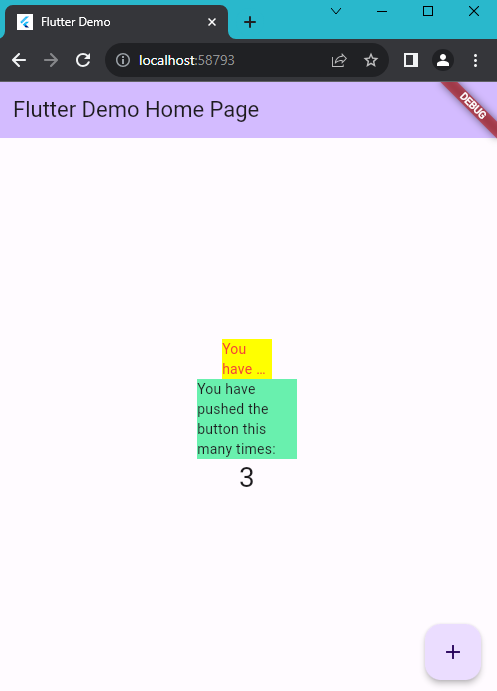 Flutter Demo
localhost:58793
Flutter Demo Home Page
DEBUG
You
have …
You have
pushed the
button this
many times:
3